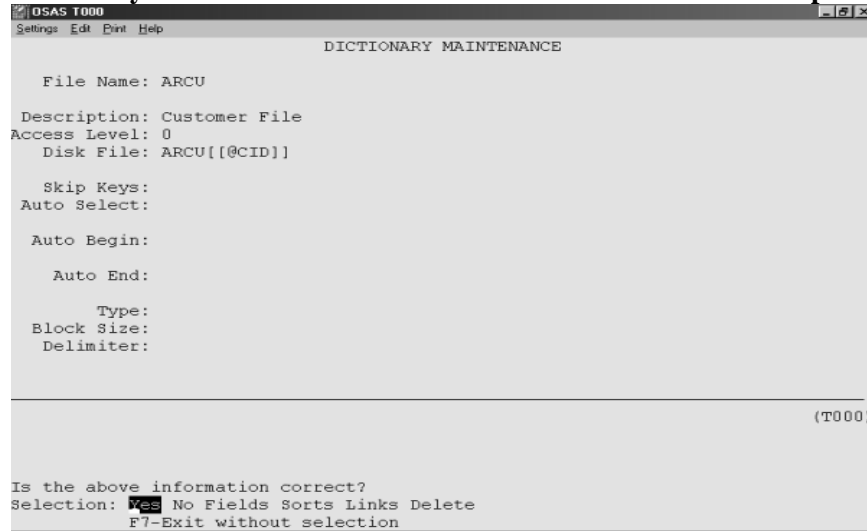 OSAS T000
Settings Edit Print Help
DICTIONARY MAINTENANCE
File Name: ARCU
Description: Customer File
Access Level: 0
Disk File: ARCU[[@CID]]
Skip Keys:
Auto Select:
Auto Begin:
Auto End:
Type:
Block Size:
Delimiter:
(T000)
Is the above information correct?
Selection: Yes No Fields Sorts Links Delete
F7-Exit without selection